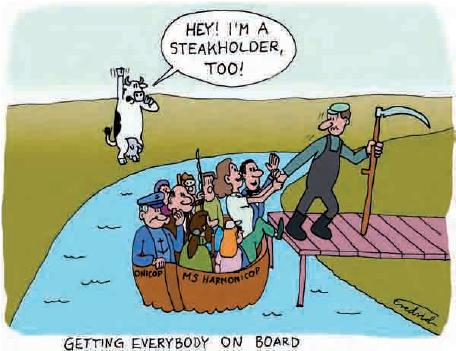 HEY! I'M A
STEAKHOLDER,
TOO!
ONICOP
MS HARMONICOP
GETTING EVERYBODY ON BOARD